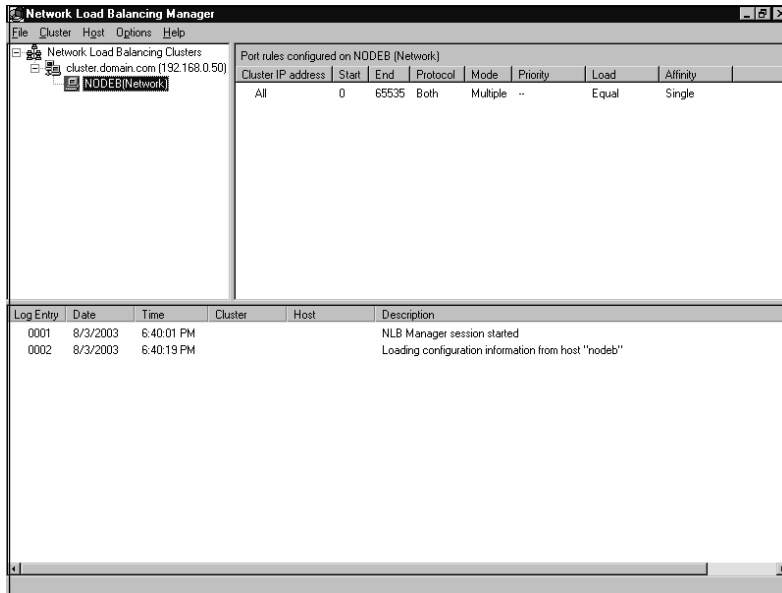 Network Load Balancing Manager
File Cluster Host Options Help
Network Load Balancing Clusters
cluster.domain.com (192.168.0.50)
NODEB(Network)
Port rules configured on NODEB (Network)
Cluster IP address Start End Protocol Mode Priority Load Affinity
All 0 65535 Both Multiple -- Equal Single
Log Entry Date Time Cluster Host Description
0001 8/3/2003 6:40:01 PM NLB Manager session started
0002 8/3/2003 6:40:19 PM Loading configuration information from host "nodeb"